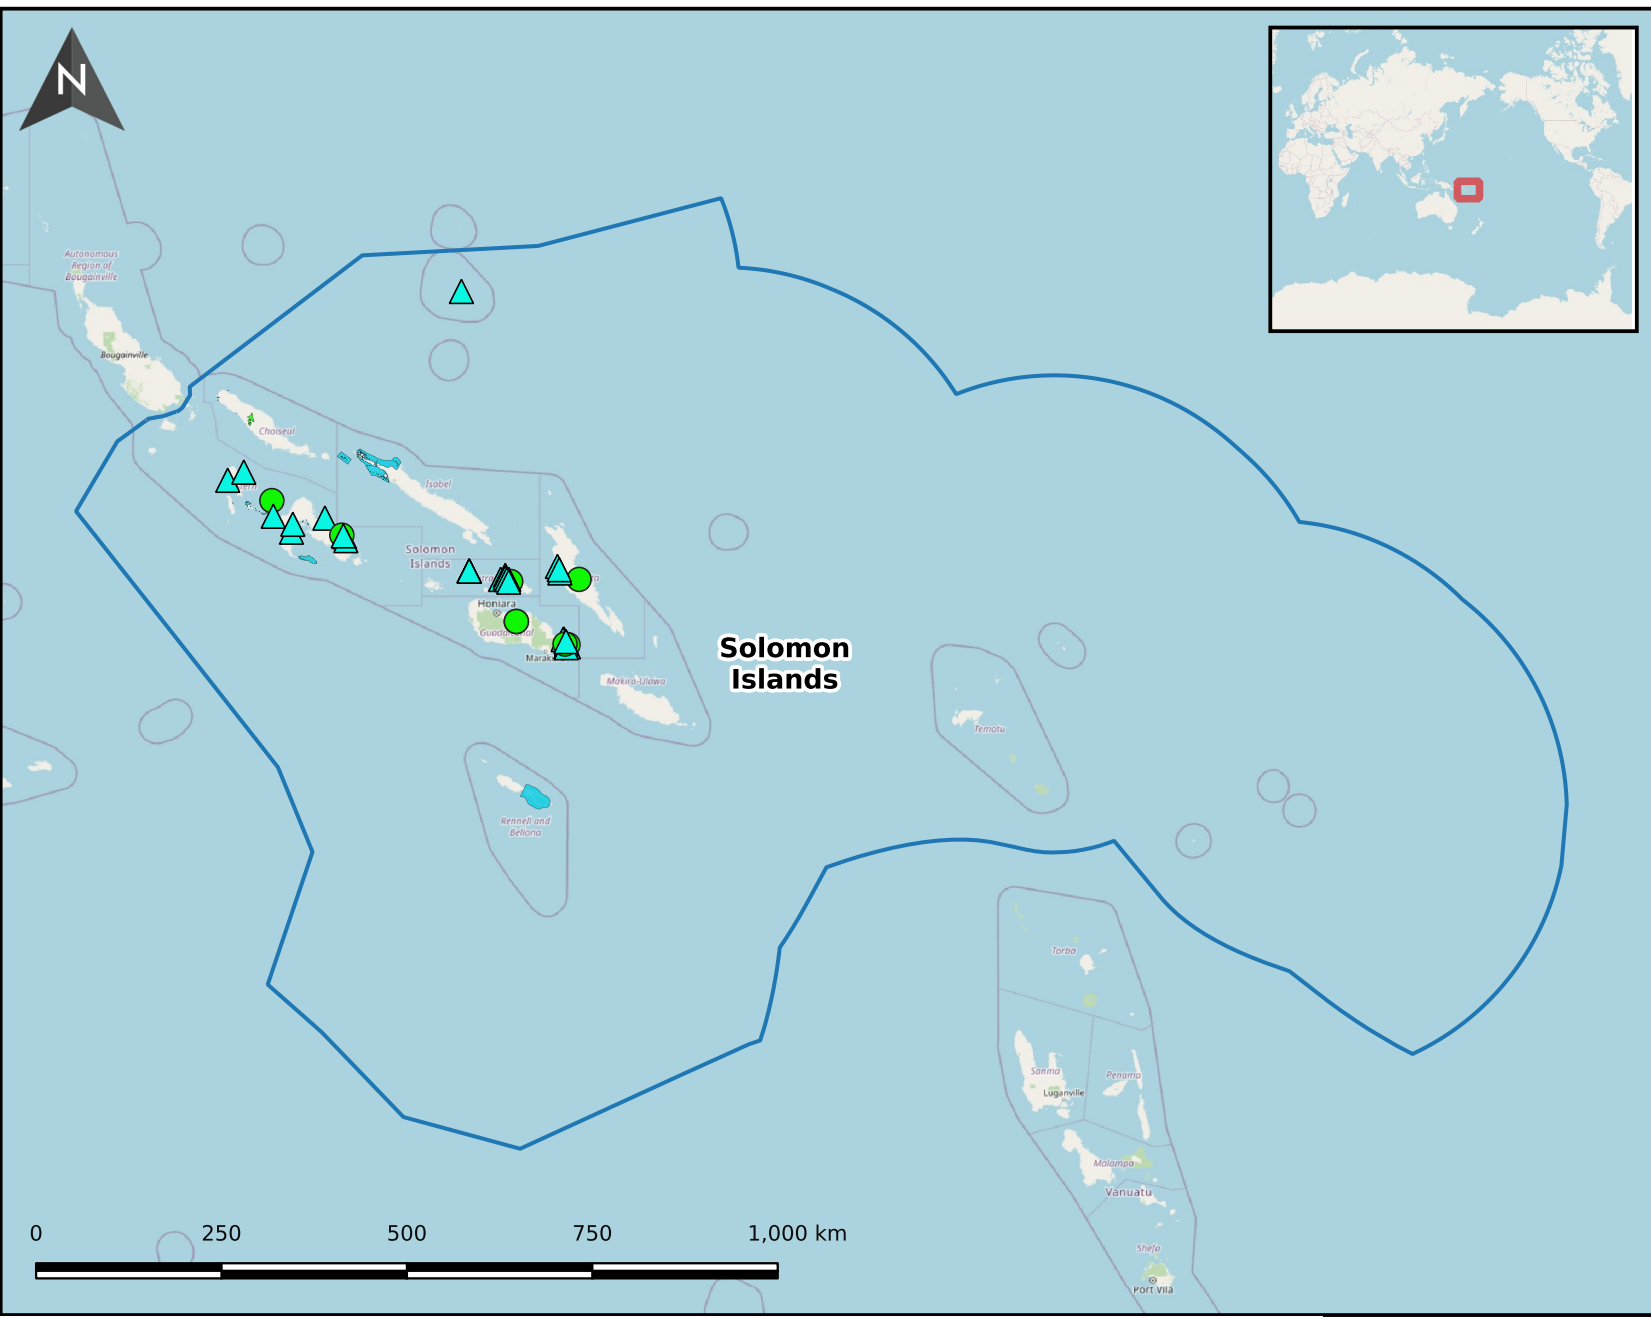 N
Autonomous
Region of
Bougainville
Bougainville
Choiseul
Isabel
Solomon
Islands
Honiara
Solomon
Islands
Makira-Ulawa
Temotu
Rennell and
Bellona
Torba
Sanma
Penama
Luganville
Malampa
Vanuatu
Shefa
Port Vila
0 250 500 750 1,000 km